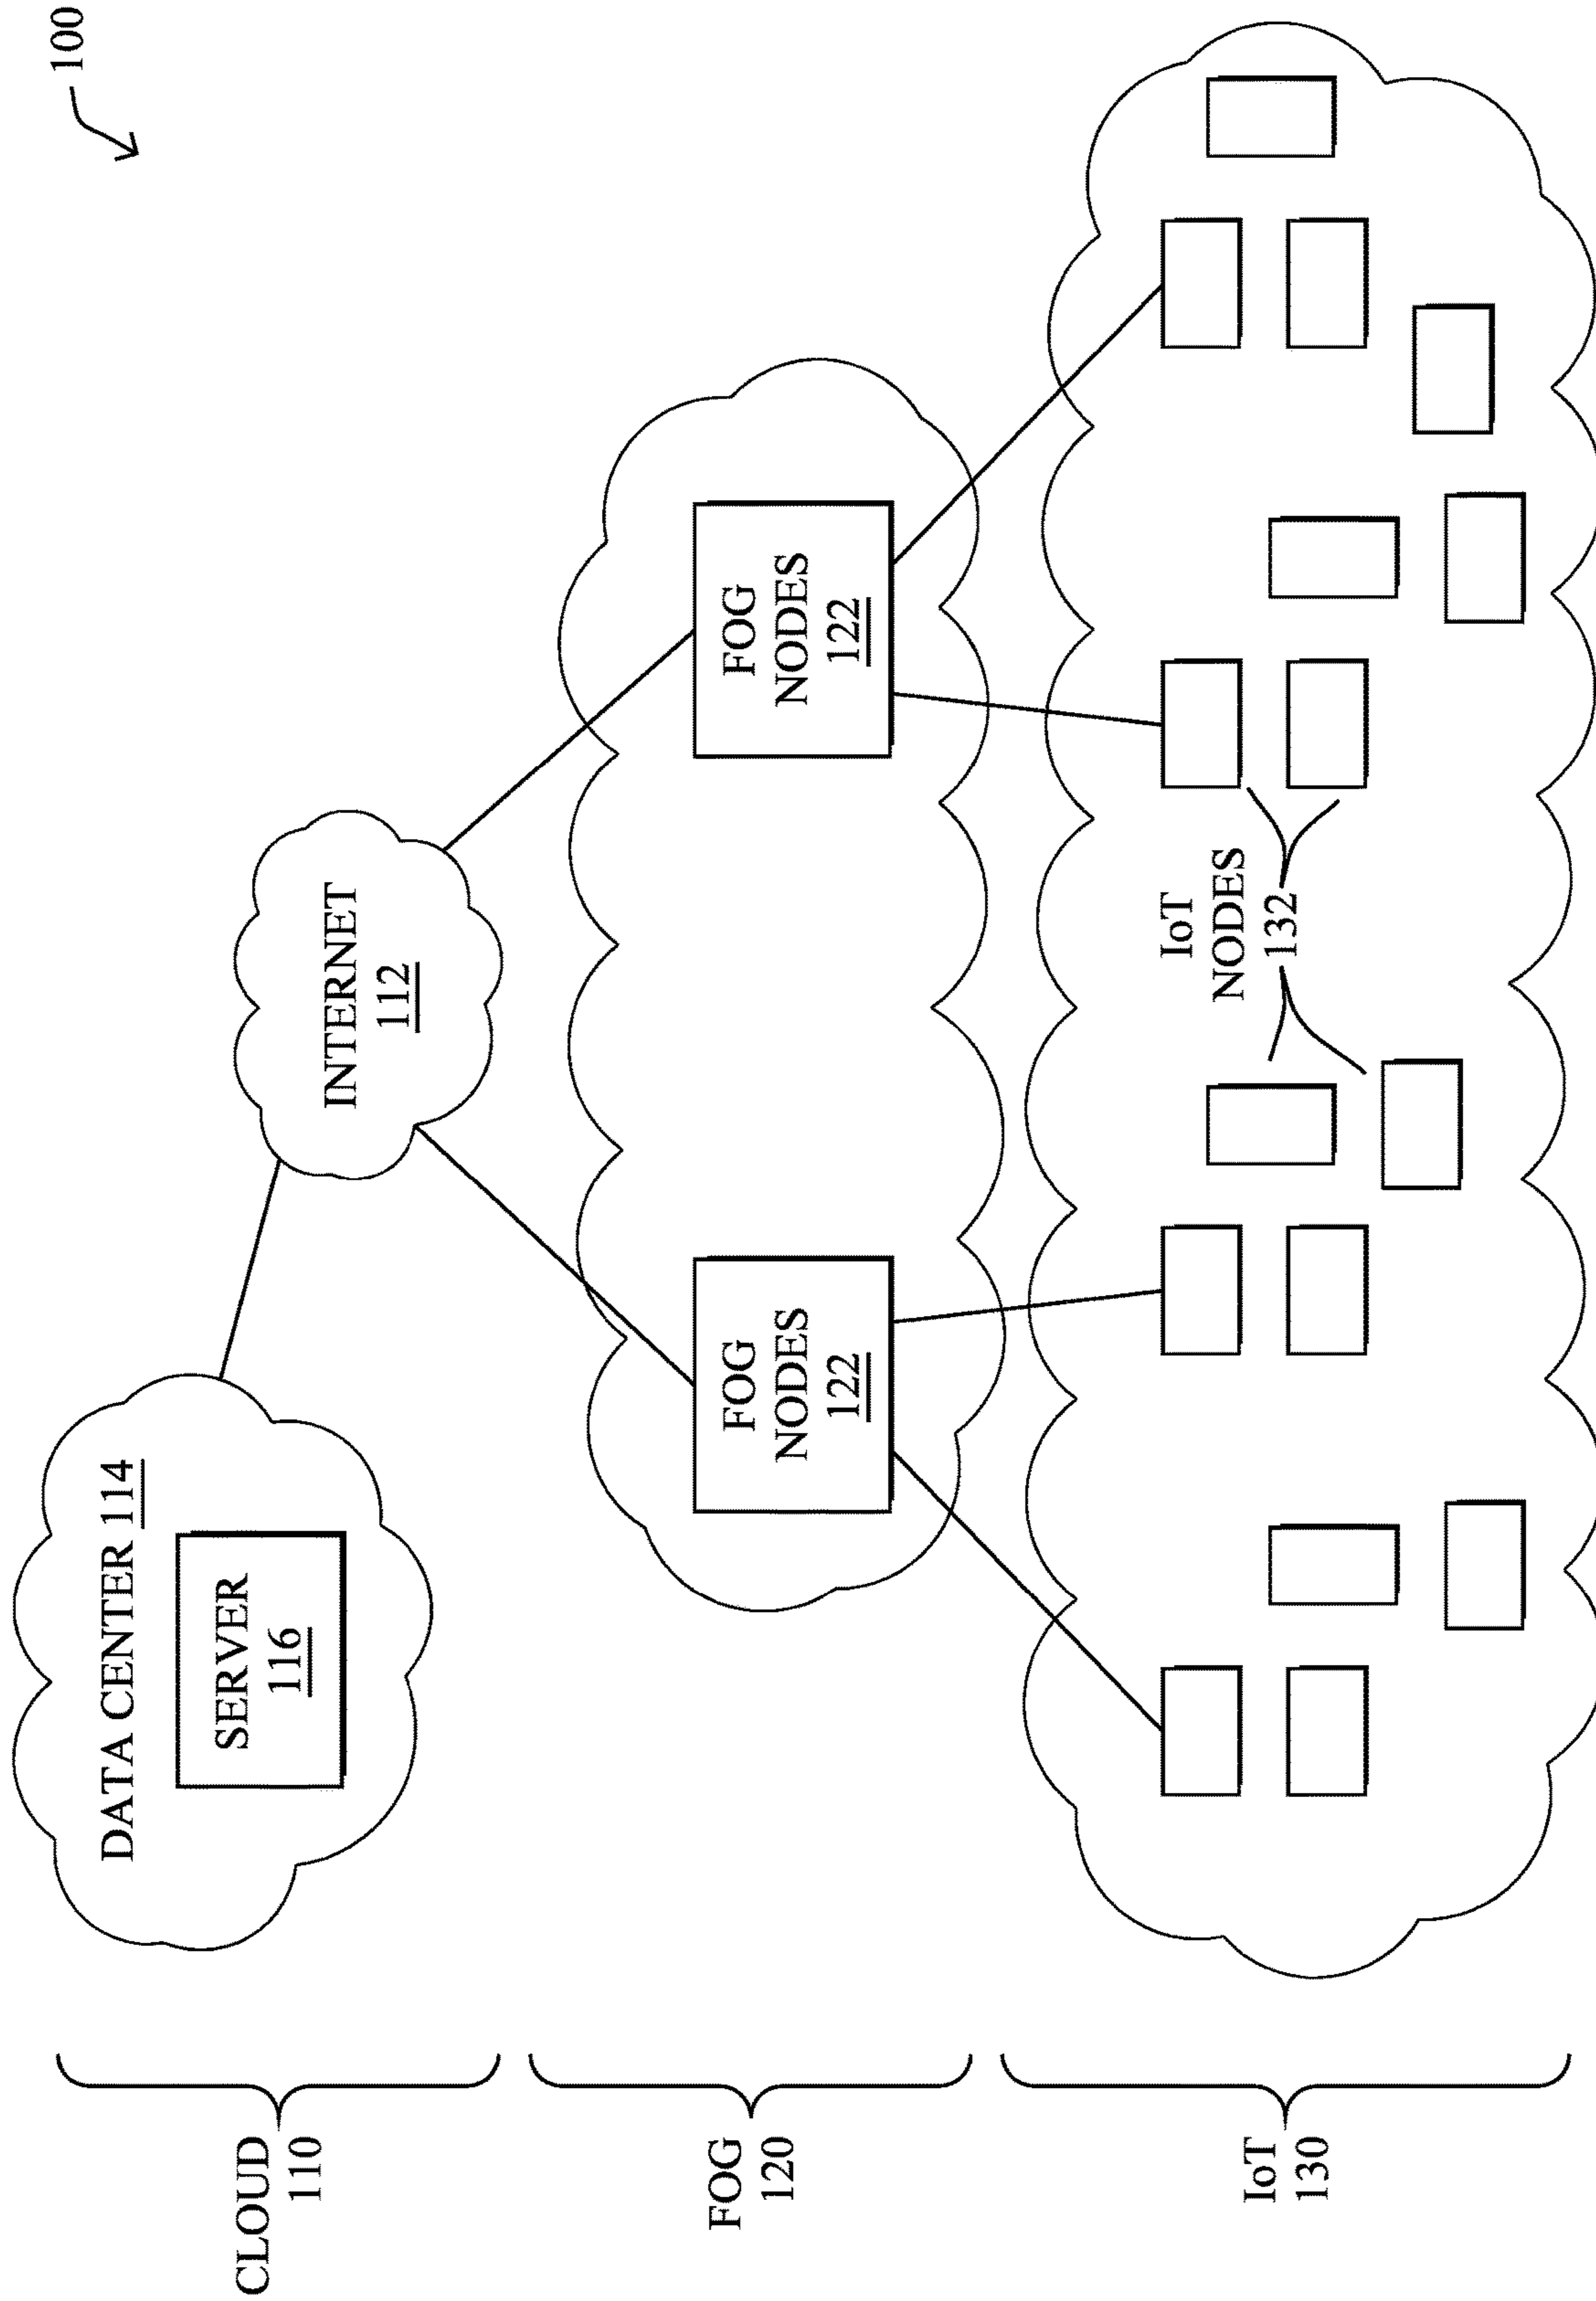 100
CLOUD
110
DATA CENTER 114
SERVER
116
INTERNET
112
FOG
120
FOG
NODES
122
FOG
NODES
122
IoT
130
IoT
NODES
132